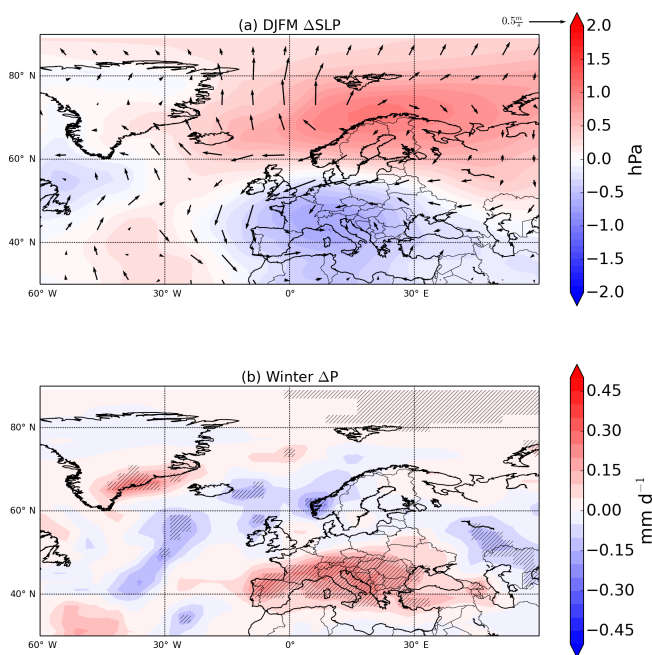 (a) DJFM ΔSLP
0.5 m/s
80° N
60° N
40° N
60° W
30° W
0°
30° E
2.0
1.5
1.0
0.5
0.0
−0.5
−1.0
−1.5
−2.0
hPa
(b) Winter ΔP
80° N
60° N
40° N
60° W
30° W
0°
30° E
0.45
0.30
0.15
0.00
−0.15
−0.30
−0.45
mm d⁻¹